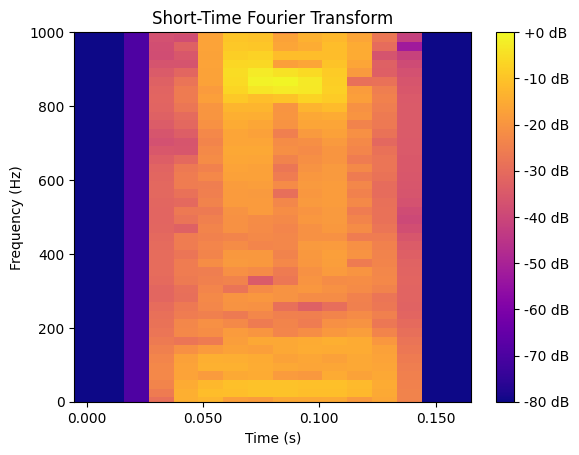 Short-Time Fourier Transform
1000
800
600
400
200
0
Frequency (Hz)
0.000
0.050
0.100
0.150
Time (s)
+0 dB
-10 dB
-20 dB
-30 dB
-40 dB
-50 dB
-60 dB
-70 dB
-80 dB